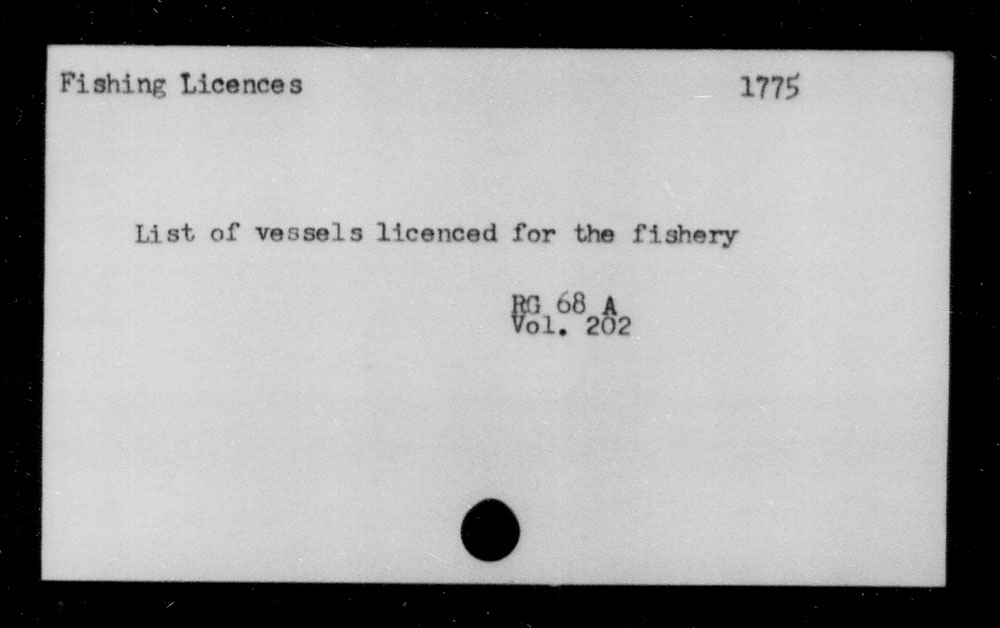 Fishing Licences 1775
List of vessels licenced for the fishery
RG 68 A
Vol. 202